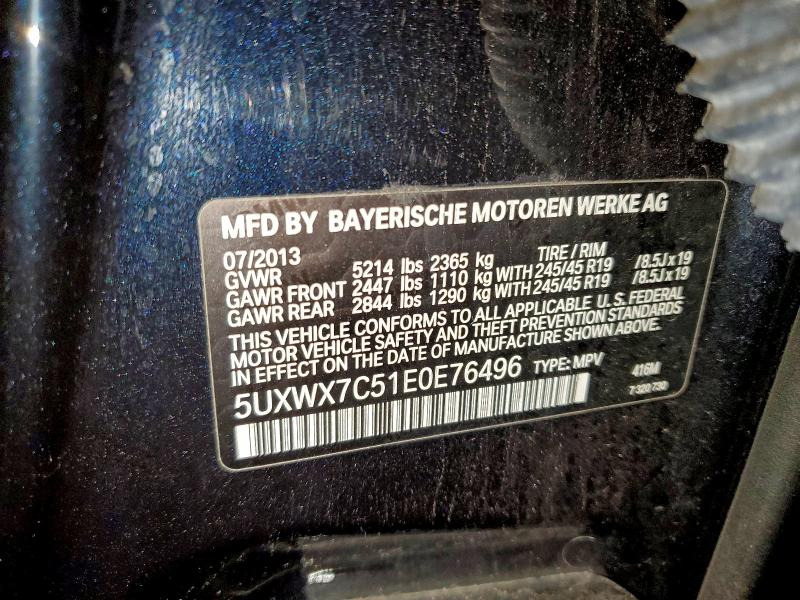 MFD BY BAYERISCHE MOTOREN WERKE AG
07/2013 TIRE / RIM
GVWR 5214 lbs 2365 kg
GAWR FRONT 2447 lbs 1110 kg WITH 245/45 R19 /8.5Jx19
GAWR REAR 2844 lbs 1290 kg WITH 245/45 R19 /8.5Jx19
THIS VEHICLE CONFORMS TO ALL APPLICABLE U.S. FEDERAL
MOTOR VEHICLE SAFETY AND THEFT PREVENTION STANDARDS
IN EFFECT ON THE DATE OF MANUFACTURE SHOWN ABOVE.
5UXWX7C51E0E76496 TYPE: MPV 416M
7 320 730